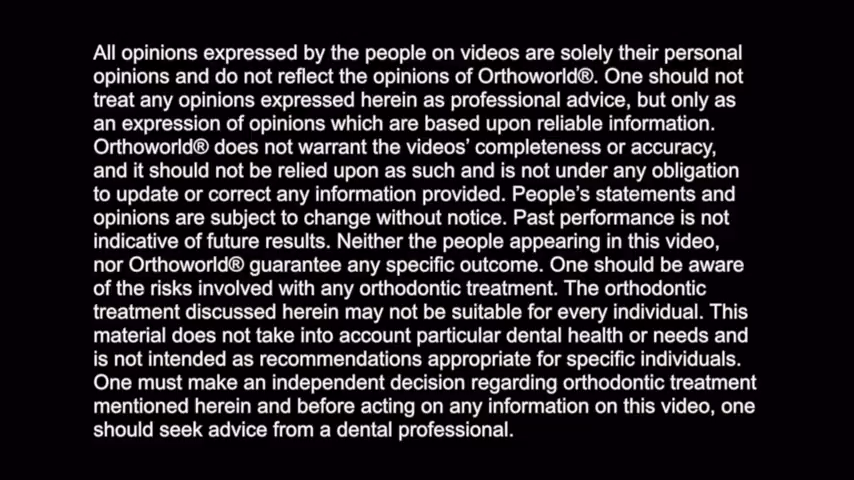 All opinions expressed by the people on videos are solely their personal
opinions and do not reflect the opinions of Orthoworld®. One should not
treat any opinions expressed herein as professional advice, but only as
an expression of opinions which are based upon reliable information.
Orthoworld® does not warrant the videos’ completeness or accuracy,
and it should not be relied upon as such and is not under any obligation
to update or correct any information provided. People’s statements and
opinions are subject to change without notice. Past performance is not
indicative of future results. Neither the people appearing in this video,
nor Orthoworld® guarantee any specific outcome. One should be aware
of the risks involved with any orthodontic treatment. The orthodontic
treatment discussed herein may not be suitable for every individual. This
material does not take into account particular dental health or needs and
is not intended as recommendations appropriate for specific individuals.
One must make an independent decision regarding orthodontic treatment
mentioned herein and before acting on any information on this video, one
should seek advice from a dental professional.